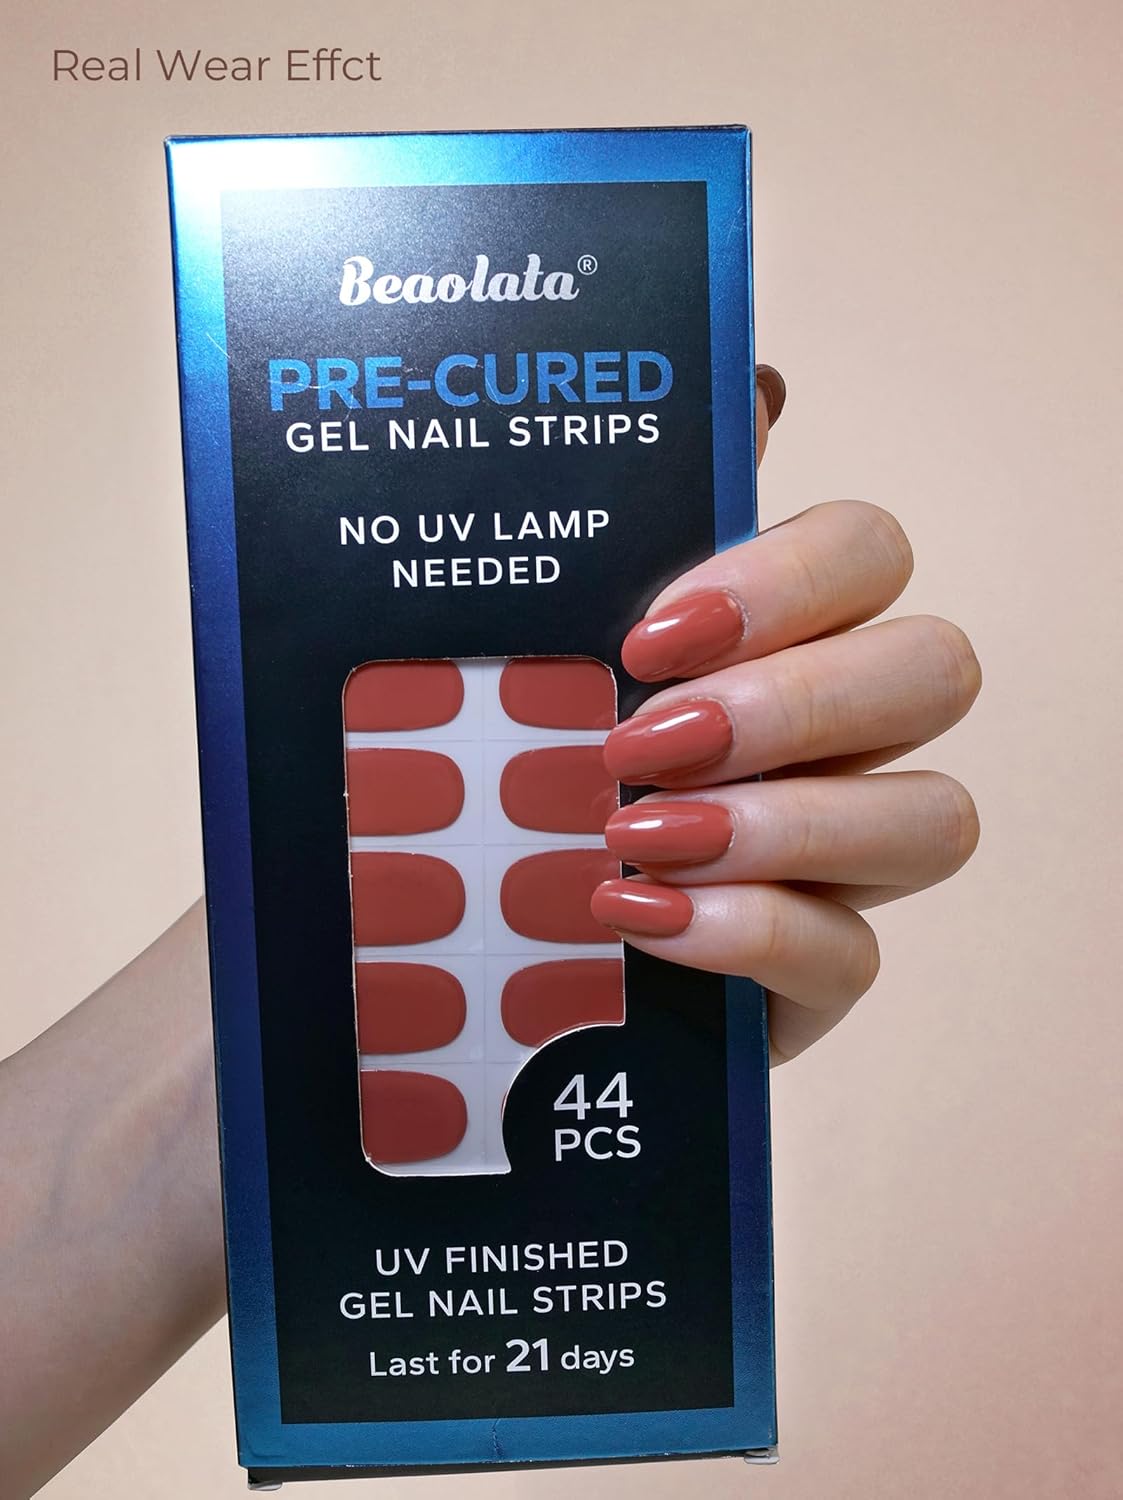 Real Wear Effct
Beaolata®
PRE-CURED
GEL NAIL STRIPS
NO UV LAMP
NEEDED
44
PCS
UV FINISHED
GEL NAIL STRIPS
Last for 21 days